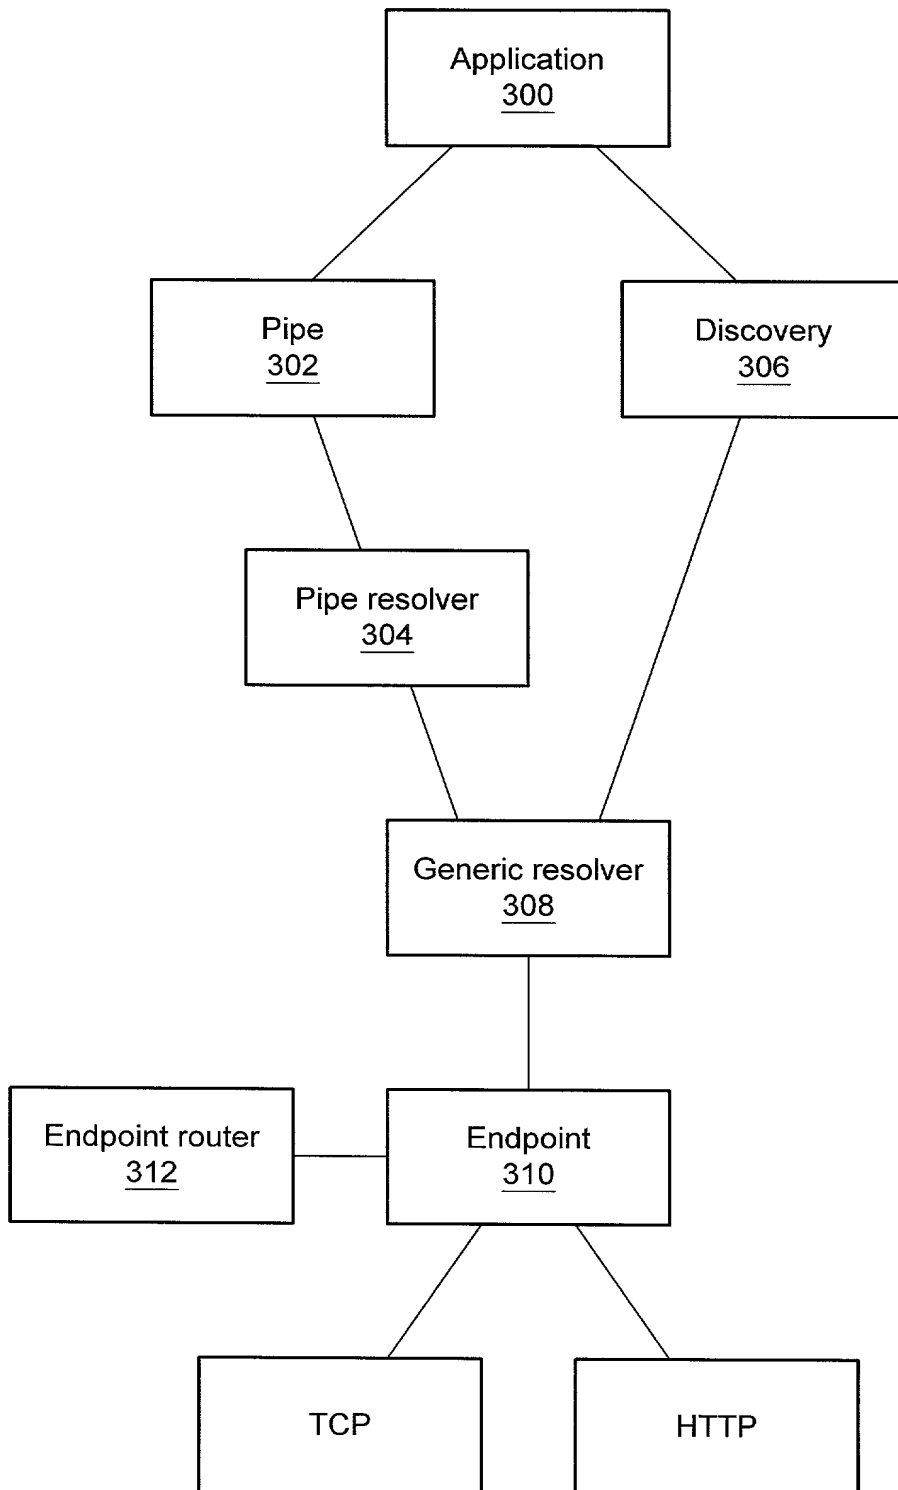 Application
300
Pipe
302
Discovery
306
Pipe resolver
304
Generic resolver
308
Endpoint router
312
Endpoint
310
TCP
HTTP